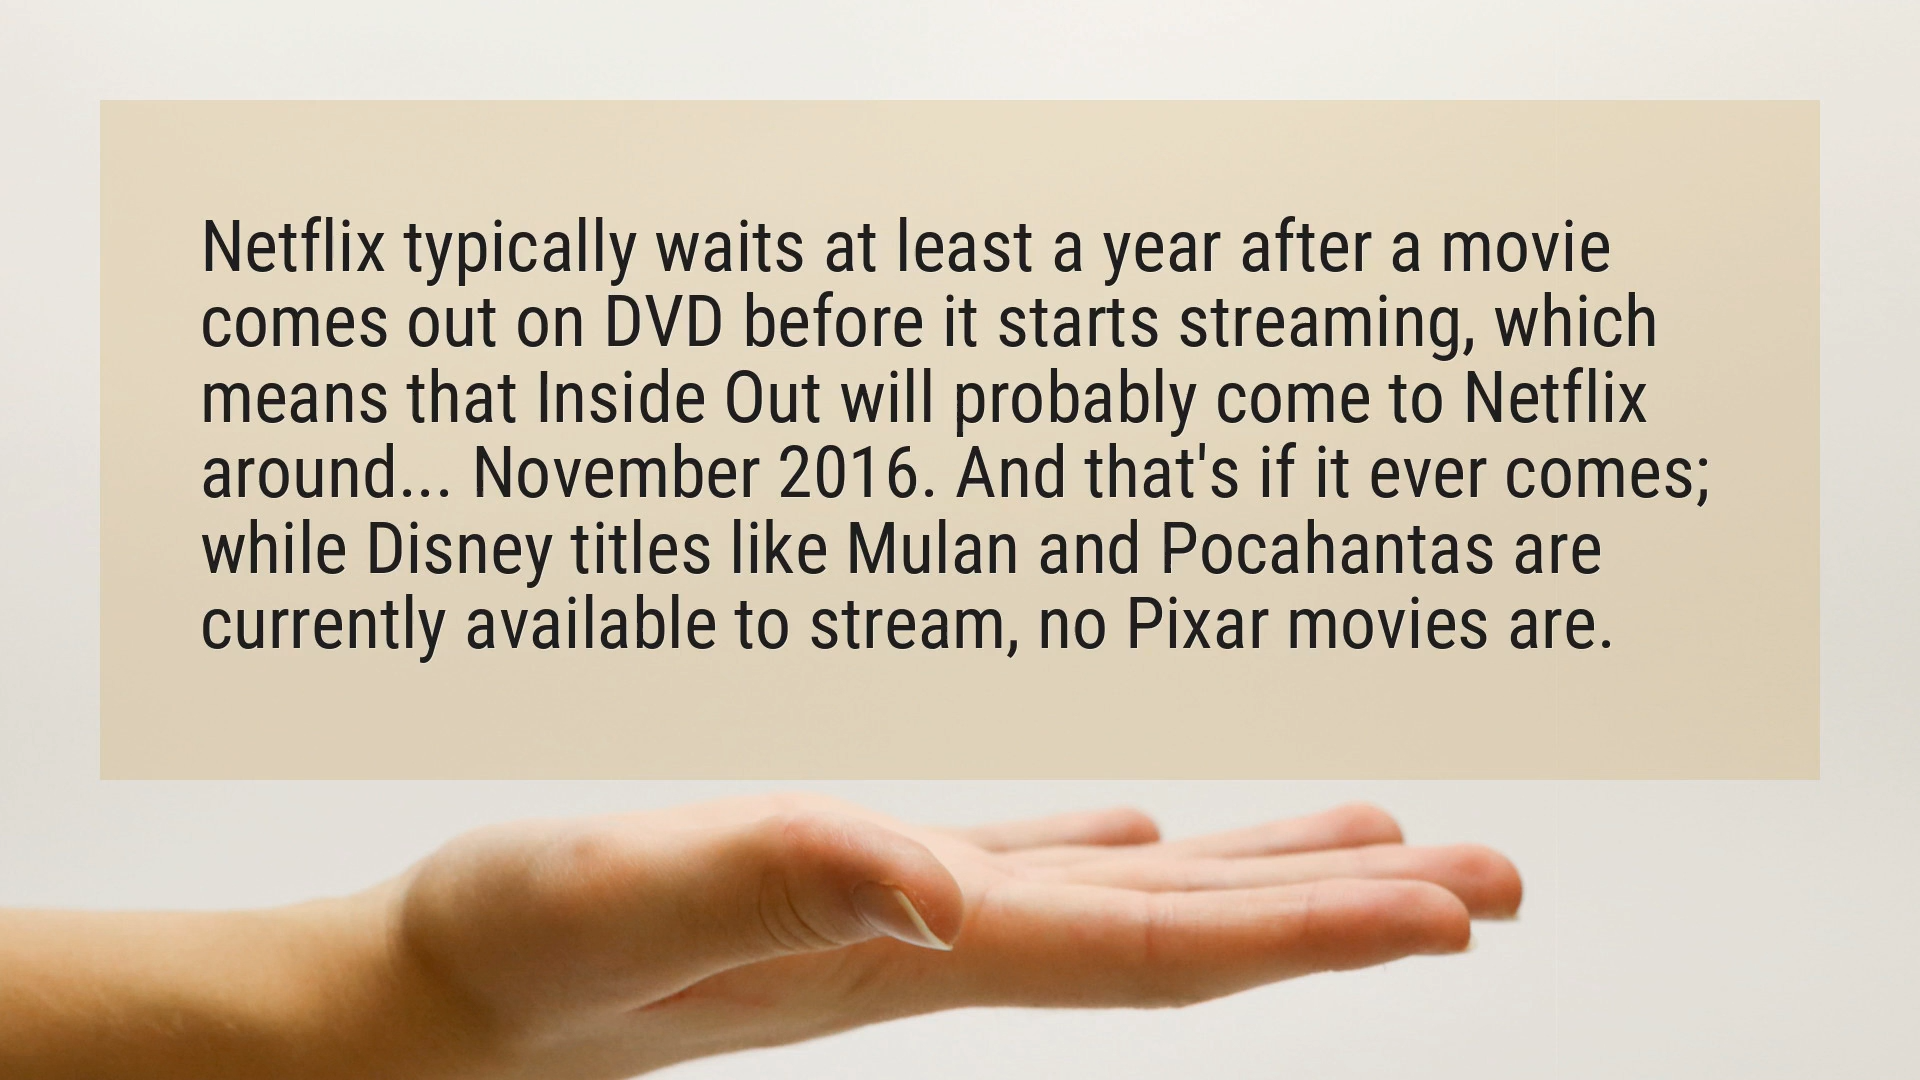 Netflix typically waits at least a year after a movie
comes out on DVD before it starts streaming, which
means that Inside Out will probably come to Netflix
around... November 2016. And that's if it ever comes;
while Disney titles like Mulan and Pocahantas are
currently available to stream, no Pixar movies are.